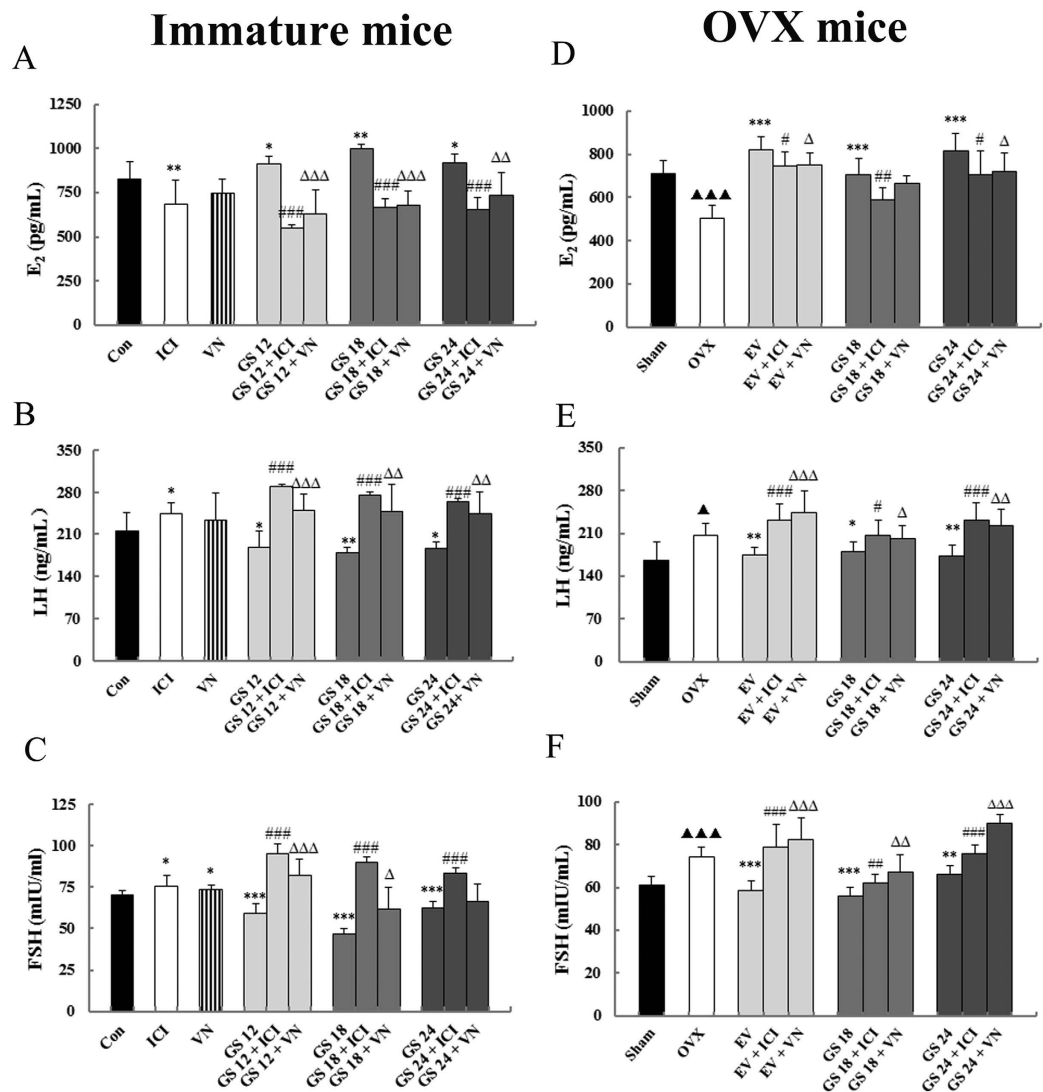 Immature mice
OVX mice
A
E2 (pg/mL)
1250
1000
750
500
250
0
** * ### ΔΔΔ ** ### ΔΔΔ * ### ΔΔ
Con ICI VN GS 12 GS 12 + ICI GS 12 + VN GS 18 GS 18 + ICI GS 18 + VN GS 24 GS 24 + ICI GS 24 + VN
B
LH (ng/mL)
350
280
210
140
70
0
* * ### ΔΔΔ ** ### ΔΔ * ### ΔΔ
Con ICI VN GS 12 GS 12 + ICI GS 12 + VN GS 18 GS 18 + ICI GS 18 + VN GS 24 GS 24 + ICI GS 24+ VN
C
FSH (mIU/ml)
125
100
75
50
25
0
* * *** ### ΔΔΔ *** ### Δ *** ###
Con ICI VN GS 12 GS 12 + ICI GS 12 + VN GS 18 GS 18 + ICI GS 18 + VN GS 24 GS 24 + ICI GS 24 + VN
D
E2 (pg/mL)
1000
800
600
400
200
0
▲▲▲ *** # Δ *** ## *** # Δ
Sham OVX EV EV + ICI EV + VN GS 18 GS 18 + ICI GS 18 + VN GS 24 GS 24 + ICI GS 24 + VN
E
LH (ng/mL)
350
280
210
140
70
0
▲ ** ### ΔΔΔ * # Δ ** ### ΔΔ
Sham OVX EV EV + ICI EV + VN GS 18 GS 18 + ICI GS 18 + VN GS 24 GS 24 + ICI GS 24 + VN
F
FSH (mIU/mL)
100
80
60
40
20
0
▲▲▲ *** ### ΔΔΔ *** ## ΔΔ ** ### ΔΔΔ
Sham OVX EV EV + ICI EV + VN GS 18 GS 18 + ICI GS 18 + VN GS 24 GS 24 + ICI GS 24 + VN